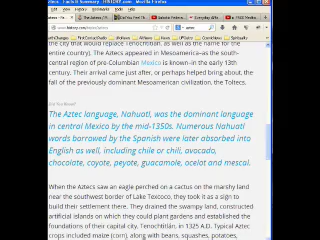 the city that would replace Tenochtitlan, as well as the name for the
entire country). The Aztecs appeared in Mesoamerica–as the south-
central region of pre-Columbian Mexico is known–in the early 13th
century. Their arrival came just after, or perhaps helped bring about, the
fall of the previously dominant Mesoamerican civilization, the Toltecs.
Did You Know?
The Aztec language, Nahuatl, was the dominant language
in central Mexico by the mid-1350s. Numerous Nahuatl
words borrowed by the Spanish were later absorbed into
English as well, including chile or chili, avocado,
chocolate, coyote, peyote, guacamole, ocelot and mescal.
When the Aztecs saw an eagle perched on a cactus on the marshy land
near the southwest border of Lake Texcoco, they took it as a sign to
build their settlement there. They drained the swampy land, constructed
artificial islands on which they could plant gardens and established the
foundations of their capital city, Tenochtitlán, in 1325 A.D. Typical Aztec
crops included maize (corn), along with beans, squashes, potatoes,